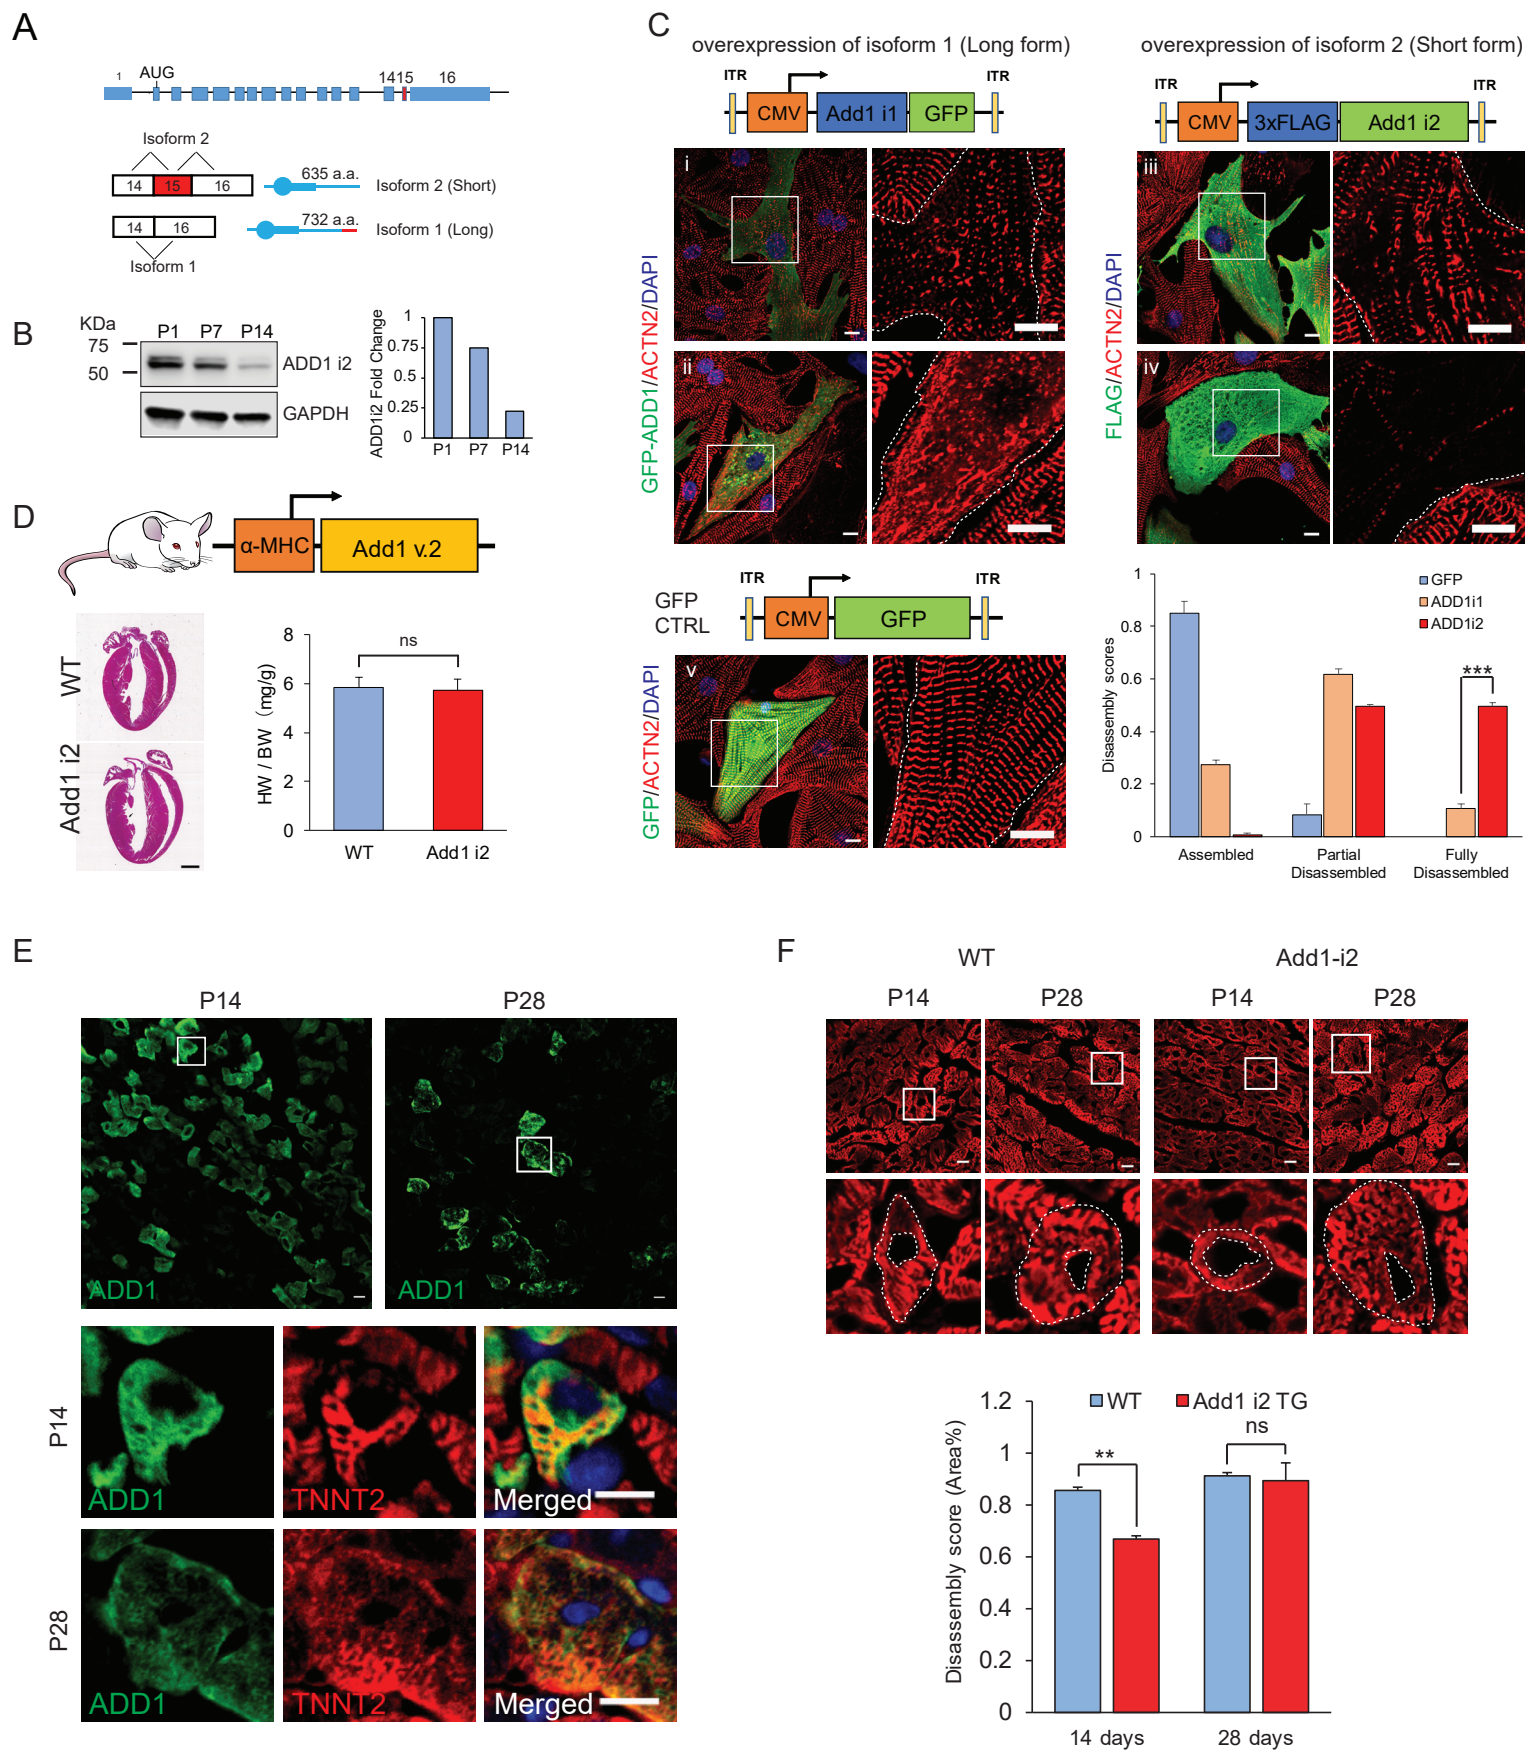 A
1
AUG
14
15
16
Isoform 2
14
15
16
635 a.a.
Isoform 2 (Short)
14
16
732 a.a.
Isoform 1 (Long)
Isoform 1
B
KDa
P1
P7
P14
75
50
ADD1 i2
GAPDH
ADD1i2 Fold Change
1
0.75
0.5
0.25
0
P1
P7
P14
C
overexpression of isoform 1 (Long form)
ITR
ITR
CMV
Add1 i1
GFP
i
ii
GFP-ADD1/ACTN2/DAPI
overexpression of isoform 2 (Short form)
ITR
ITR
CMV
3xFLAG
Add1 i2
iii
iv
FLAG/ACTN2/DAPI
GFP
CTRL
ITR
ITR
CMV
GFP
v
GFP/ACTN2/DAPI
Disassembly scores
1
0.8
0.6
0.4
0.2
0
GFP
ADD1i1
ADD1i2
***
Assembled
Partial
Disassembled
Fully
Disassembled
D
α-MHC
Add1 v.2
WT
Add1 i2
HW / BW (mg/g)
8
6
4
2
0
ns
WT
Add1 i2
E
P14
P28
ADD1
ADD1
P14
ADD1
TNNT2
Merged
P28
ADD1
TNNT2
Merged
F
WT
Add1-i2
P14
P28
P14
P28
Disassembly score (Area%)
1.2
1
0.8
0.6
0.4
0.2
0
WT
Add1 i2 TG
**
ns
14 days
28 days